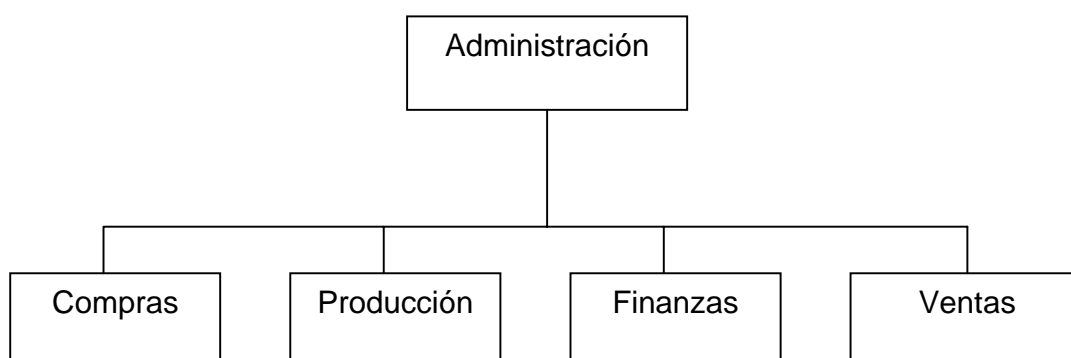 Administración
Compras
Producción
Finanzas
Ventas